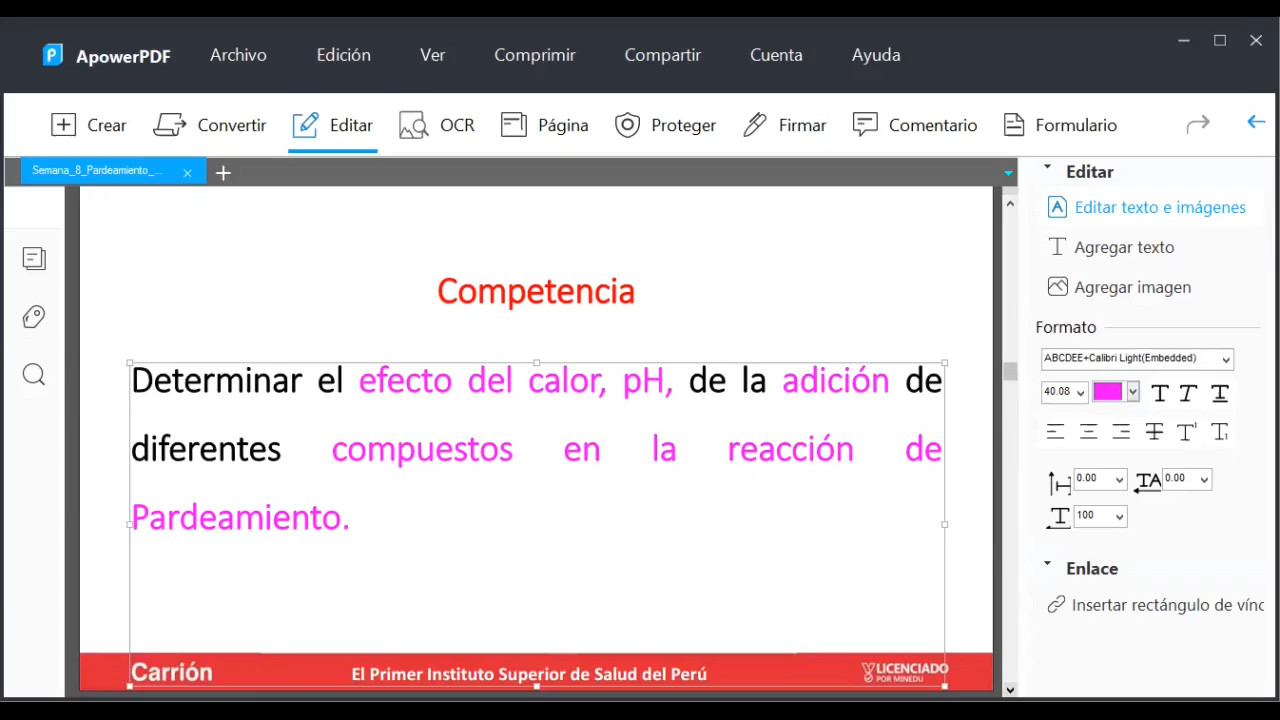 ApowerPDF Archivo Edición Ver Comprimir Compartir Cuenta Ayuda
Crear Convertir Editar OCR Página Proteger Firmar Comentario Formulario
Semana_8_Pardeamiento_...
Editar
Editar texto e imágenes
Agregar texto
Agregar imagen
Formato
ABCDEE+Calibri Light(Embedded)
40.08
0.00 0.00
100
Enlace
Insertar rectángulo de vínc
Competencia
Determinar el efecto del calor, pH, de la adición de
diferentes compuestos en la reacción de
Pardeamiento.
Carrión El Primer Instituto Superior de Salud del Perú LICENCIADO
POR MINEDU